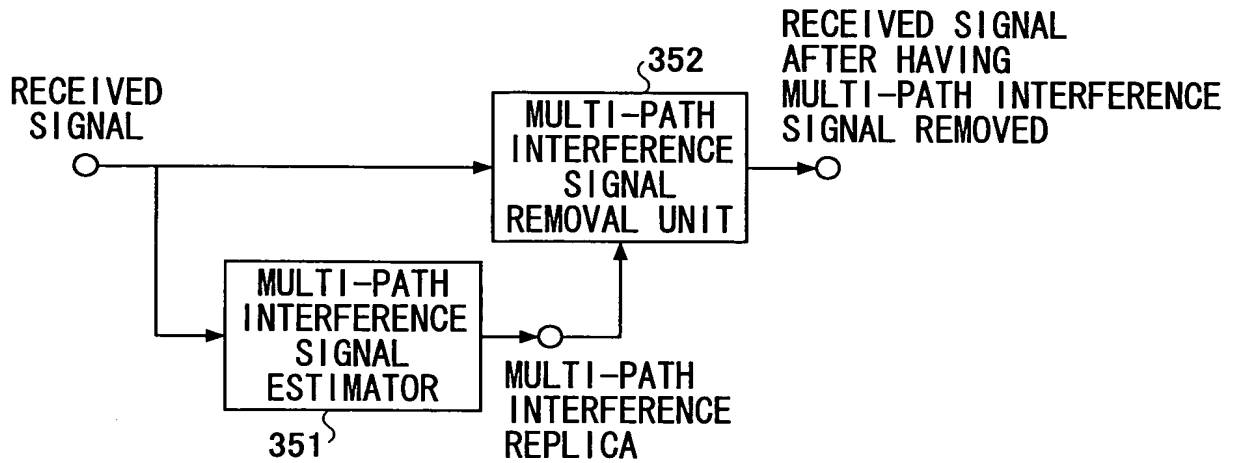 RECEIVED
SIGNAL
352
MULTI-PATH
INTERFERENCE
SIGNAL
REMOVAL UNIT
RECEIVED SIGNAL
AFTER HAVING
MULTI-PATH INTERFERENCE
SIGNAL REMOVED
MULTI-PATH
INTERFERENCE
SIGNAL
ESTIMATOR
351
MULTI-PATH
INTERFERENCE
REPLICA